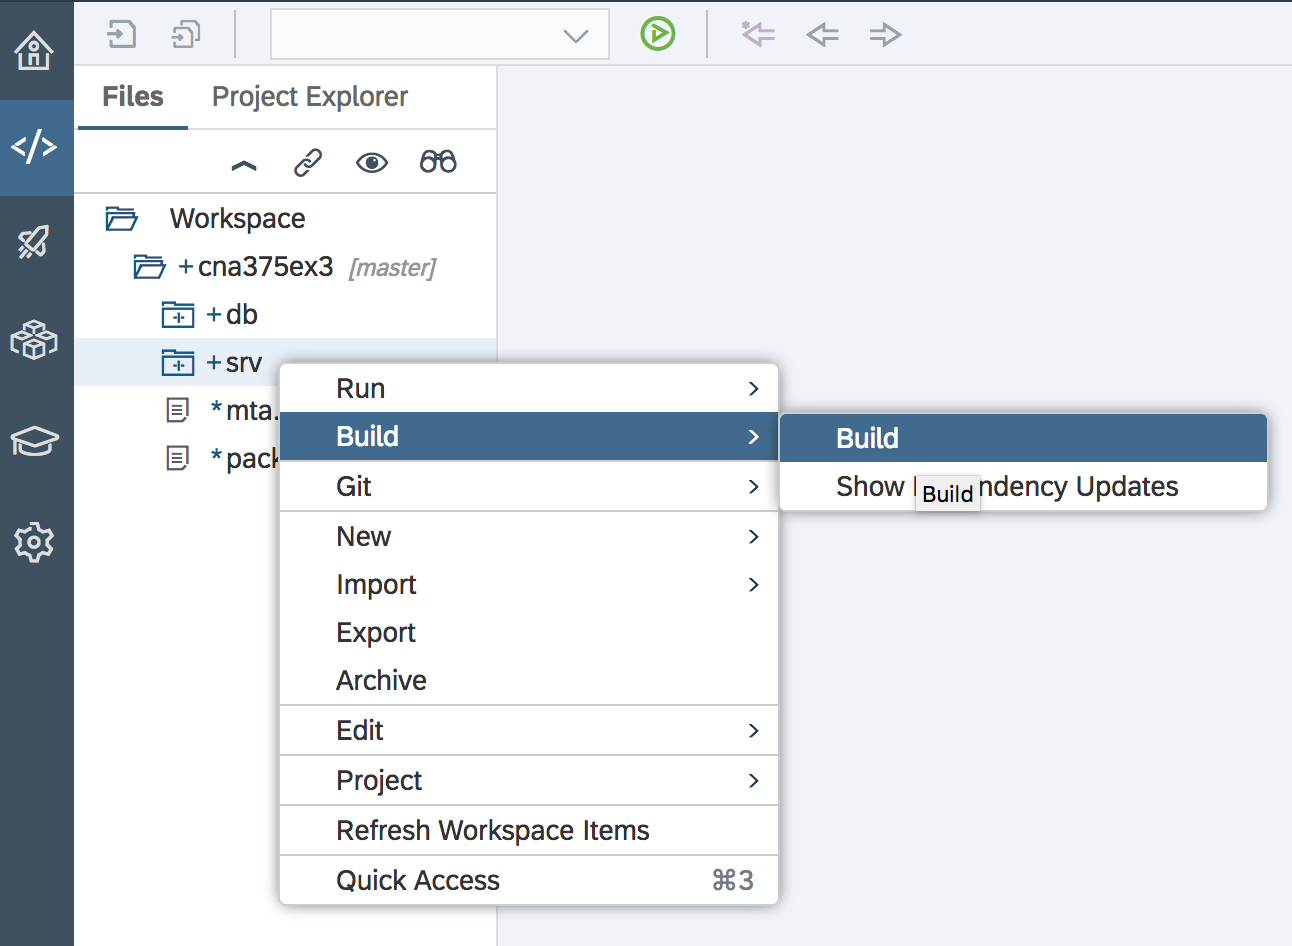 Files Project Explorer
Workspace
+ cna375ex3 [master]
+ db
+ srv
* mta.
* pack
Run >
Build >
Git >
New >
Import >
Export
Archive
Edit >
Project >
Refresh Workspace Items
Quick Access ⌘3
Build
Show ndency Updates
Build